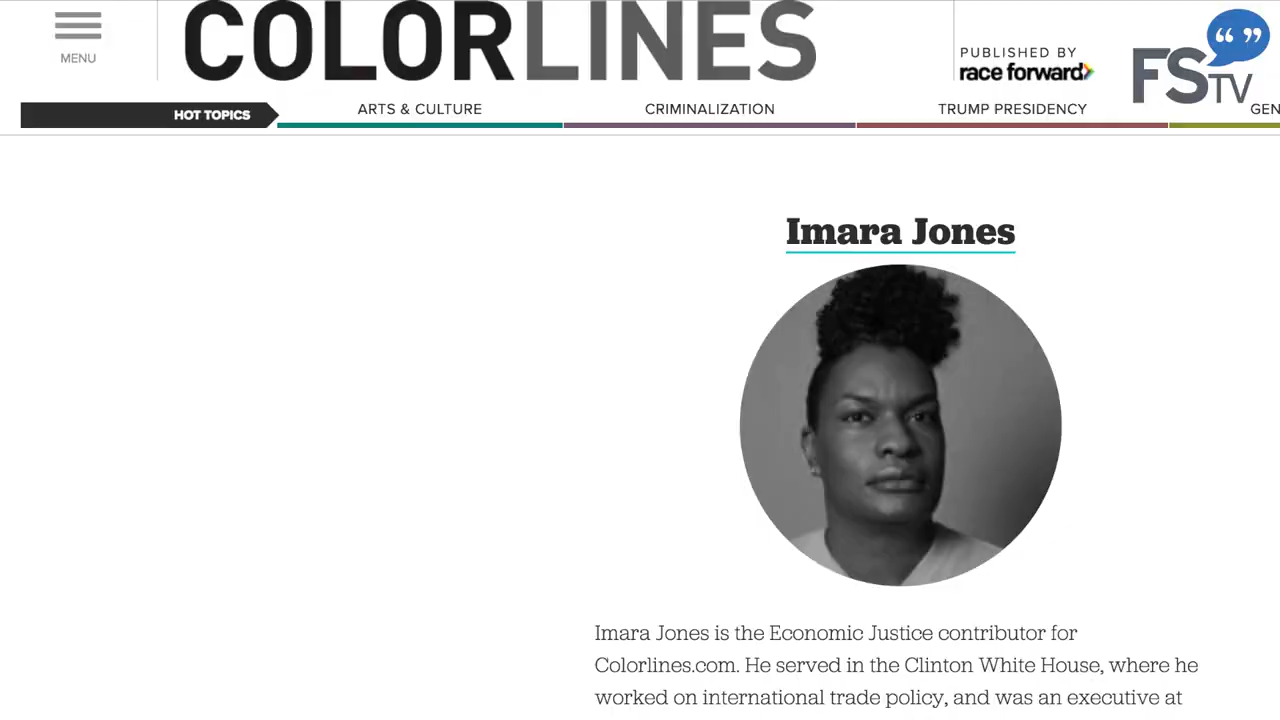 MENU
COLORLINES
PUBLISHED BY
race forward
“ ”
FSTV
HOT TOPICS
ARTS & CULTURE
CRIMINALIZATION
TRUMP PRESIDENCY
GEN
Imara Jones
Imara Jones is the Economic Justice contributor for
Colorlines.com. He served in the Clinton White House, where he
worked on international trade policy, and was an executive at